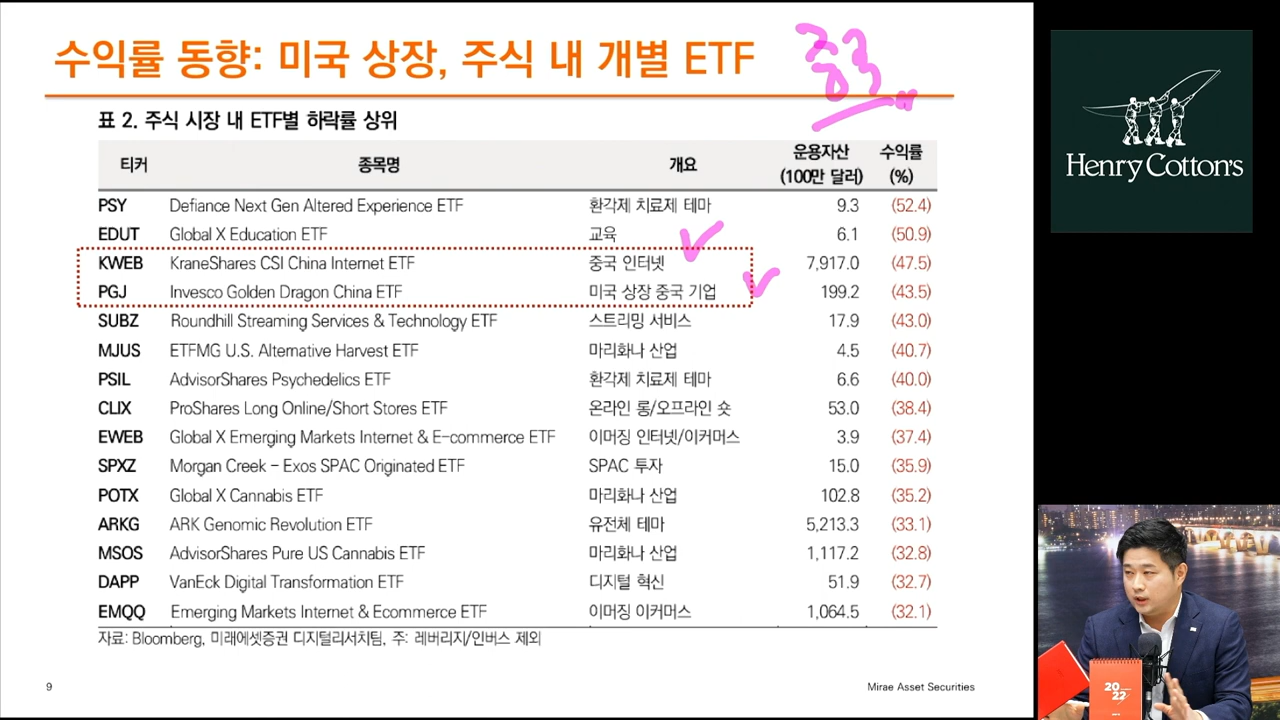 수익률 동향: 미국 상장, 주식 내 개별 ETF
중국
표 2. 주식 시장 내 ETF별 하락률 상위
티커 종목명 개요 운용자산 (100만 달러) 수익률 (%)
PSY Defiance Next Gen Altered Experience ETF 환각제 치료제 테마 9.3 (52.4)
EDUT Global X Education ETF 교육 6.1 (50.9)
KWEB KraneShares CSI China Internet ETF 중국 인터넷 7,917.0 (47.5)
PGJ Invesco Golden Dragon China ETF 미국 상장 중국 기업 199.2 (43.5)
SUBZ Roundhill Streaming Services & Technology ETF 스트리밍 서비스 17.9 (43.0)
MJUS ETFMG U.S. Alternative Harvest ETF 마리화나 산업 4.5 (40.7)
PSIL AdvisorShares Psychedelics ETF 환각제 치료제 테마 6.6 (40.0)
CLIX ProShares Long Online/Short Stores ETF 온라인 롱/오프라인 숏 53.0 (38.4)
EWEB Global X Emerging Markets Internet & E-commerce ETF 이머징 인터넷/이커머스 3.9 (37.4)
SPXZ Morgan Creek - Exos SPAC Originated ETF SPAC 투자 15.0 (35.9)
POTX Global X Cannabis ETF 마리화나 산업 102.8 (35.2)
ARKG ARK Genomic Revolution ETF 유전체 테마 5,213.3 (33.1)
MSOS AdvisorShares Pure US Cannabis ETF 마리화나 산업 1,117.2 (32.8)
DAPP VanEck Digital Transformation ETF 디지털 혁신 51.9 (32.7)
EMQQ Emerging Markets Internet & Ecommerce ETF 이머징 이커머스 1,064.5 (32.1)
자료: Bloomberg, 미래에셋증권 디지털리서치팀, 주: 레버리지/인버스 제외
9
Mirae Asset Securities
Henry Cotton's
20
22